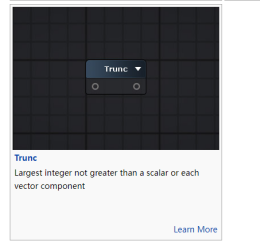 Trunc
Trunc
Largest integer not greater than a scalar or each
vector component
Learn More